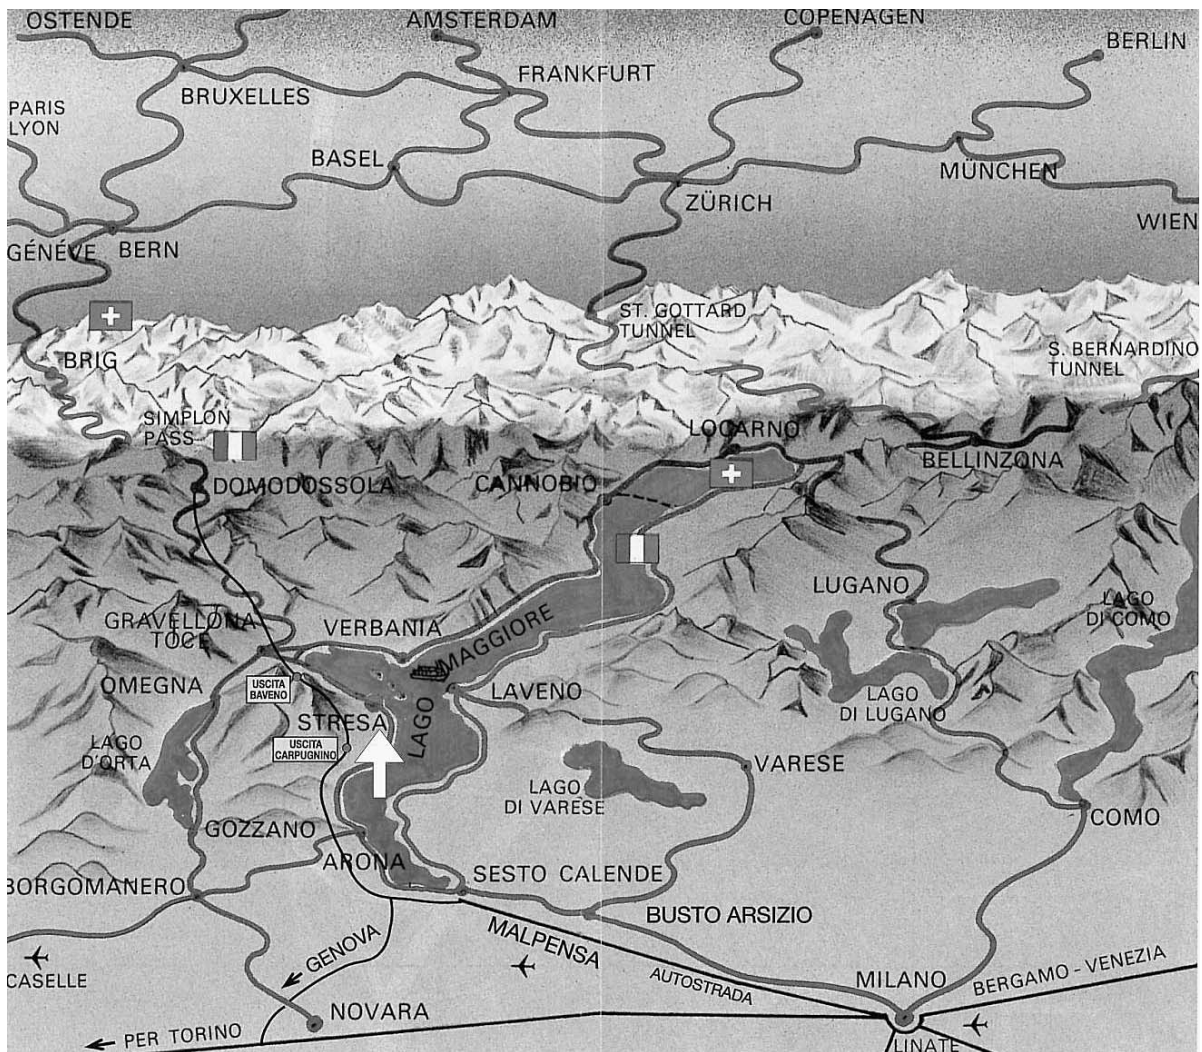 OSTENDE
AMSTERDAM
COPENAGEN
BERLIN
FRANKFURT
BRUXELLES
PARIS
LYON
BASEL
MÜNCHEN
ZÜRICH
WIEN
GÉNÉVE
BERN
ST. GOTTARD
TUNNEL
S. BERNARDINO
TUNNEL
BRIG
SIMPLON
PASS
LOCARNO
BELLINZONA
DOMODOSSOLA
CANNOBIO
LUGANO
LAGO
DI COMO
GRAVELLONA
TOCE
VERBANIA
LAGO MAGGIORE
OMEGNA
USCITA
BAVENO
LAVENO
STRESA
LAGO
DI LUGANO
LAGO
D'ORTA
USCITA
CARPUGNINO
VARESE
LAGO
DI VARESE
COMO
GOZZANO
ARONA
SESTO CALENDE
BORGOMANERO
BUSTO ARSIZIO
GENOVA
MALPENSA
CASELLE
AUTOSTRADA
MILANO
BERGAMO - VENEZIA
NOVARA
PER TORINO
LINATE